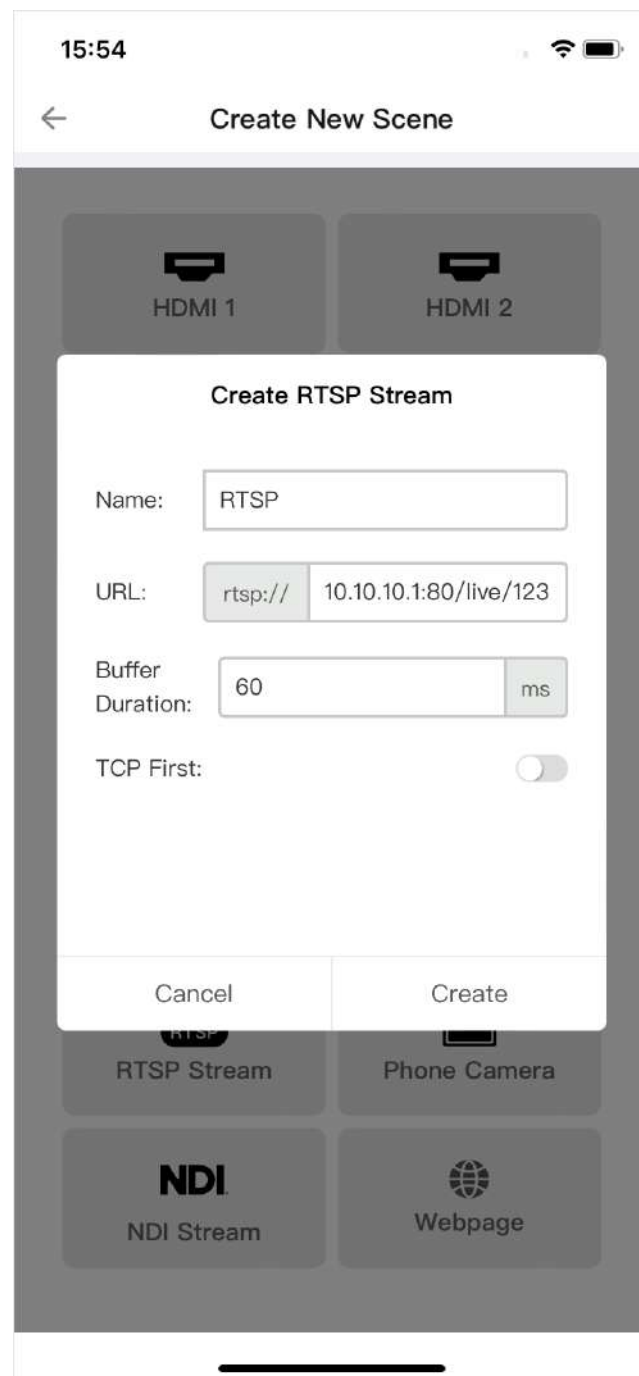 15:54
Create New Scene
HDMI 1
HDMI 2
Create RTSP Stream
Name:
RTSP
URL:
rtsp://
10.10.10.1:80/live/123
Buffer
Duration:
60
ms
TCP First:
Cancel
Create
RTSP
RTSP Stream
Phone Camera
NDI
NDI Stream
Webpage